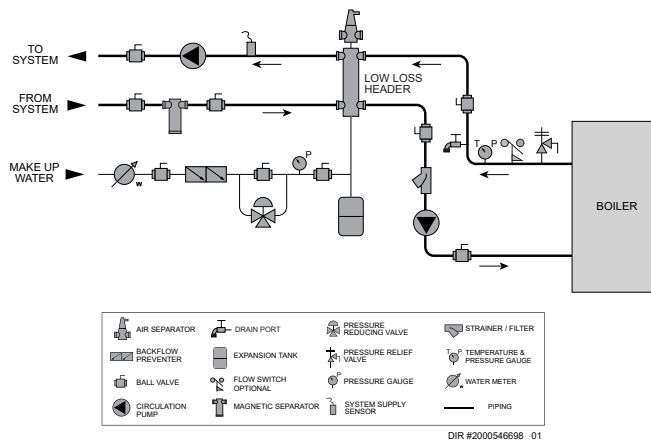 TO
SYSTEM
LOW LOSS
HEADER
FROM
SYSTEM
MAKE UP
WATER
W
P
T P
BOILER
AIR SEPARATOR
DRAIN PORT
PRESSURE
REDUCING VALVE
STRAINER / FILTER
BACKFLOW
PREVENTER
EXPANSION TANK
PRESSURE RELIEF
VALVE
T P
TEMPERATURE &
PRESSURE GAUGE
BALL VALVE
FLOW SWITCH
OPTIONAL
P
PRESSURE GAUGE
W
WATER METER
CIRCULATION
PUMP
MAGNETIC SEPARATOR
SYSTEM SUPPLY
SENSOR
PIPING
DIR #2000546698 01